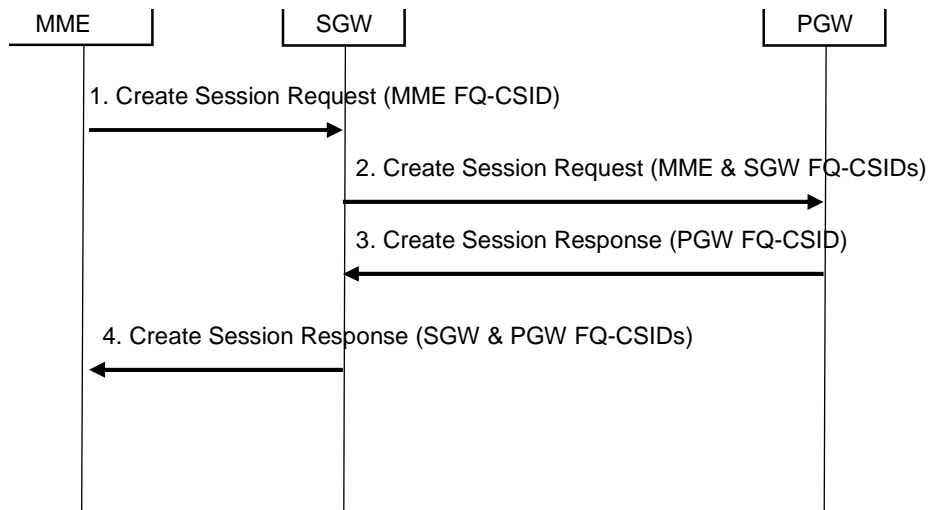 MME SGW PGW
1. Create Session Request (MME FQ-CSID)
2. Create Session Request (MME & SGW FQ-CSIDs)
3. Create Session Response (PGW FQ-CSID)
4. Create Session Response (SGW & PGW FQ-CSIDs)